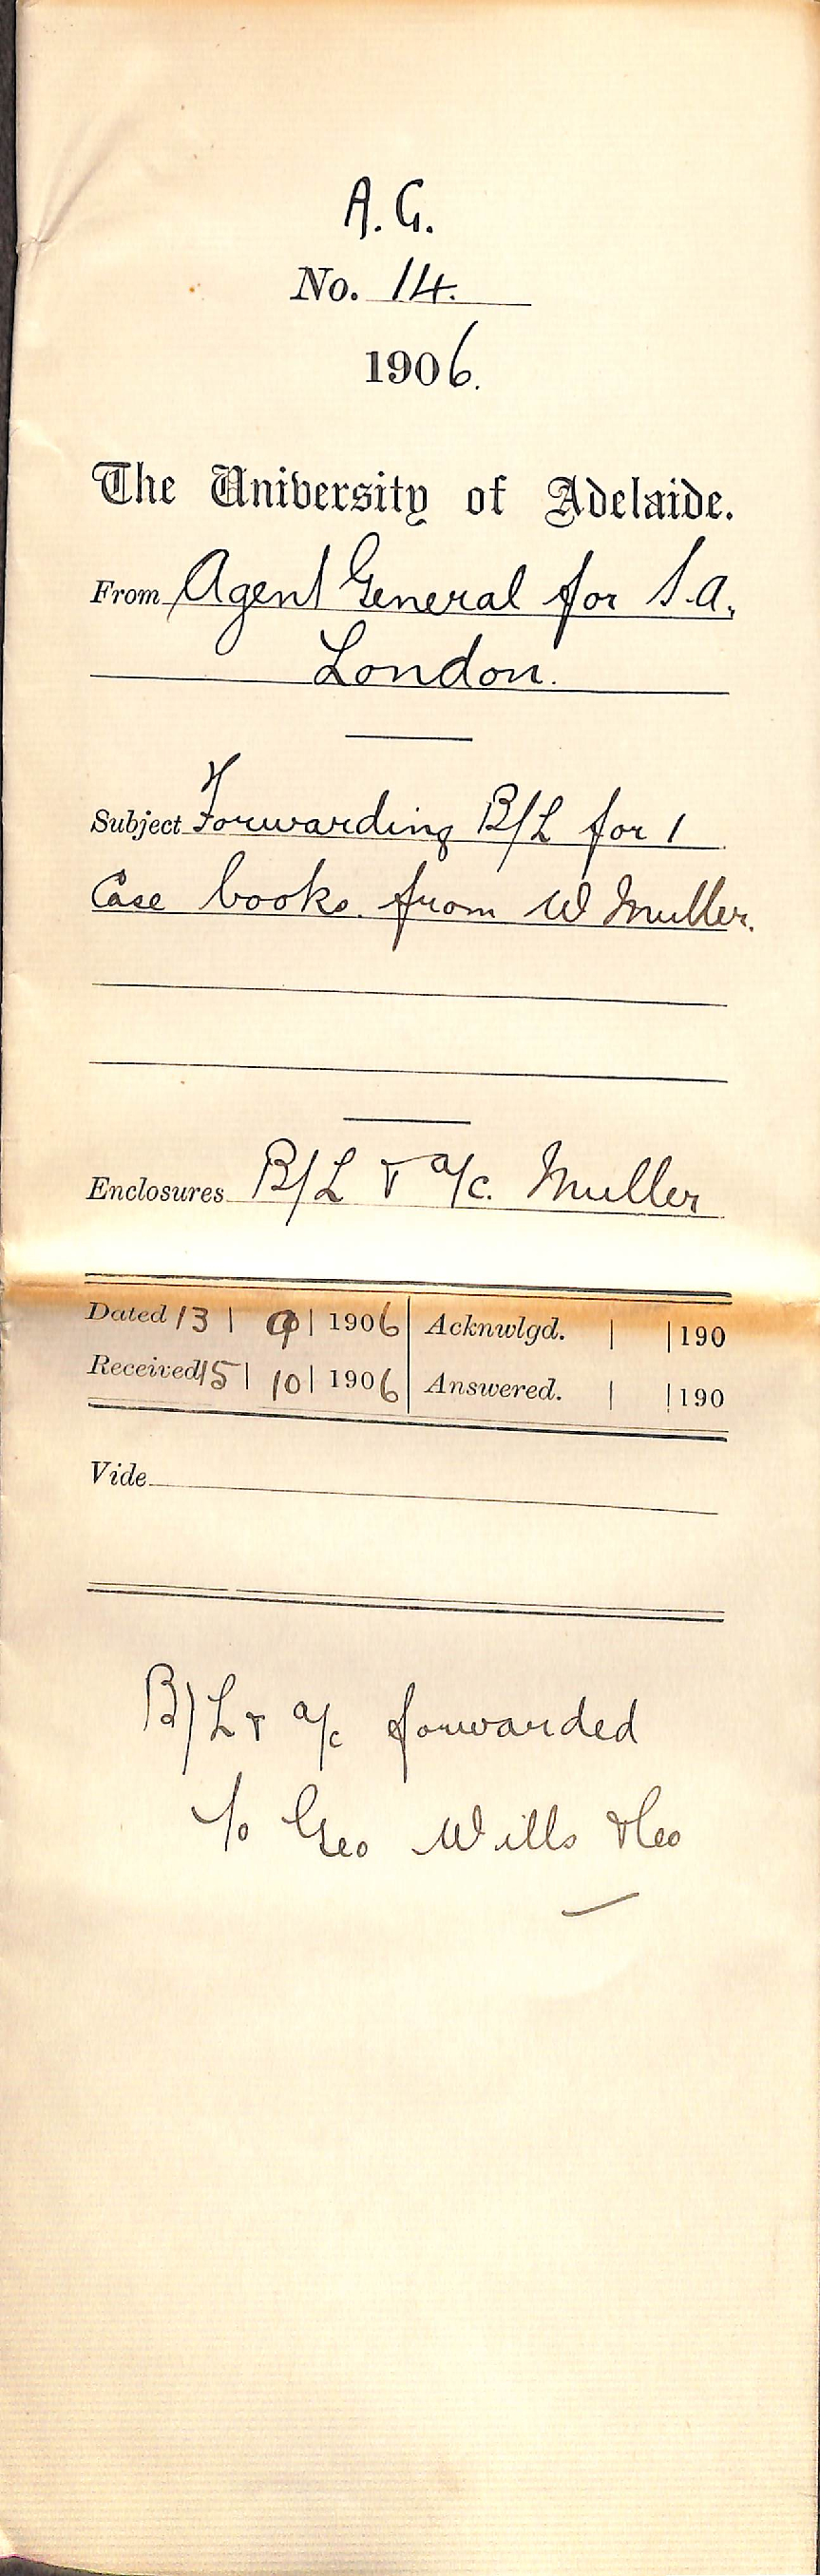 A.G.
No. 14.
1906.
The University of Adelaide.
From Agent General for S.A.
London.
Subject Forwarding B/L for 1
Case books from W Muller.
Enclosures B/L & a/c. Muller
Dated 13 | 9 | 1906 Acknwlgd. | | 190
Received 15 | 10 | 1906 Answered. | | 190
Vide
B/L & a/c forwarded
to Geo Wills & Co